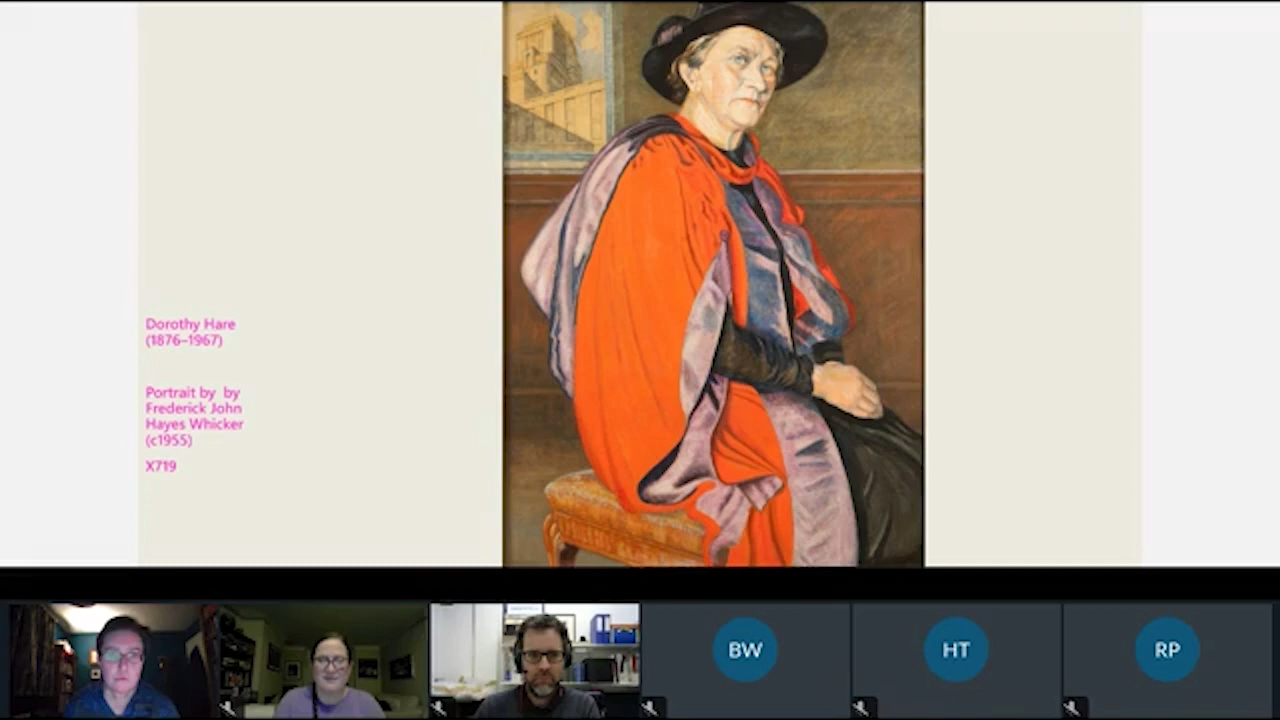 Dorothy Hare
(1876–1967)
Portrait by by
Frederick John
Hayes Whicker
(c1955)
X719
BW
HT
RP